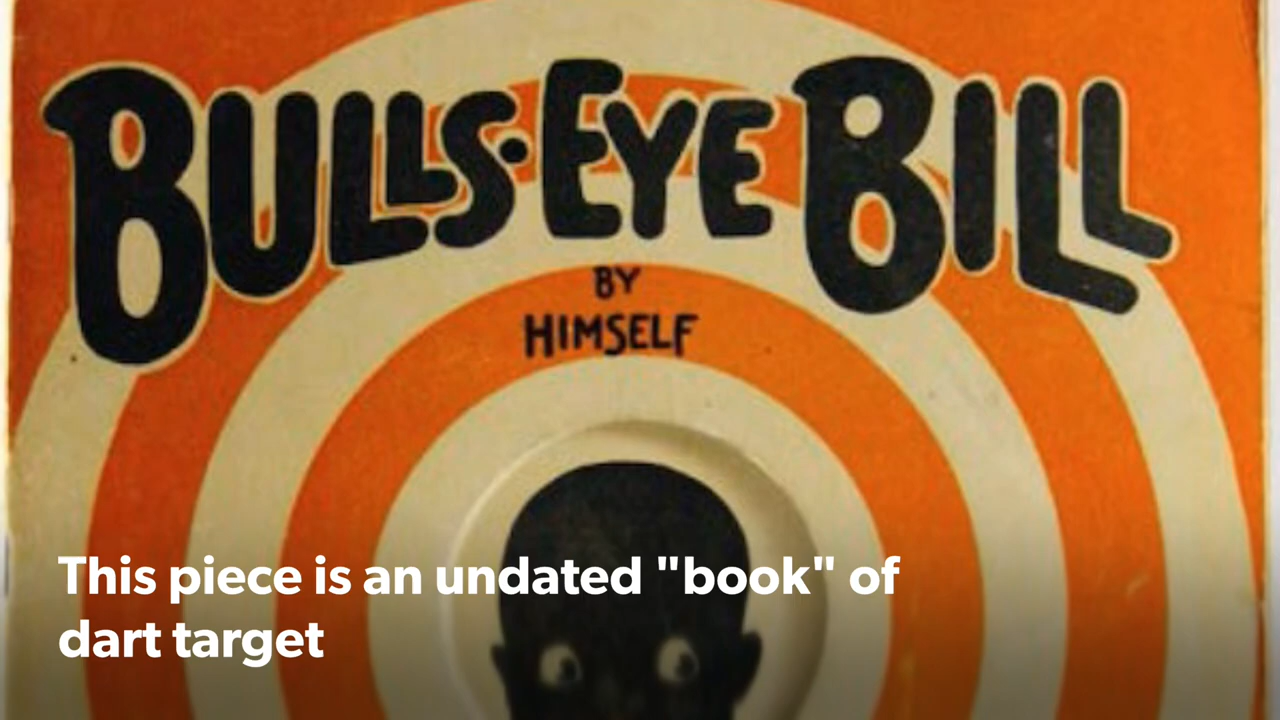 BULLS·EYE BILL
BY
HIMSELF
This piece is an undated "book" of
dart target